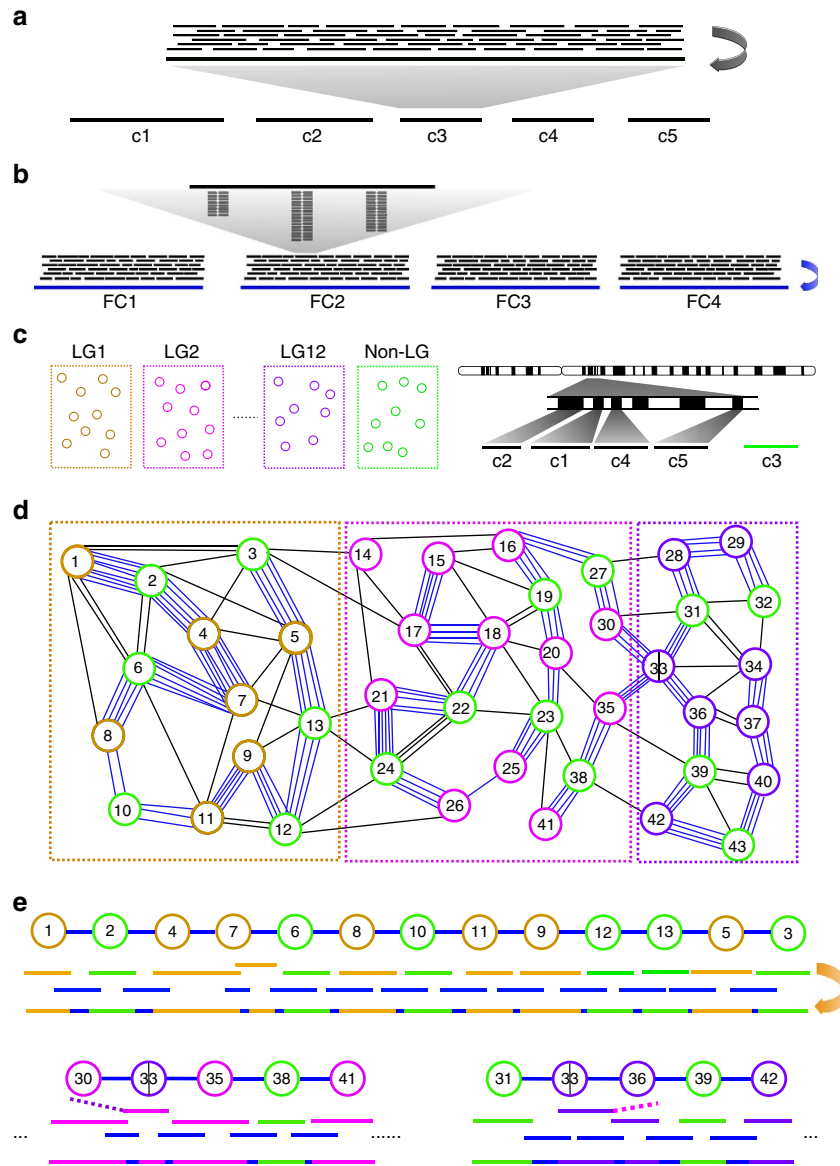 a
c1 c2 c3 c4 c5
b
FC1 FC2 FC3 FC4
c
LG1 LG2 LG12 Non-LG
c2 c1 c4 c5 c3
d
1 2 3 4 5 6 7 8 9 10 11 12 13
14 15 16 17 18 19 20 21 22 23 24 25 26 27 30 35 38 41
28 29 31 32 33 34 36 37 39 40 42 43
e
1 2 4 7 6 8 10 11 9 12 13 5 3
30 33 35 38 41 31 33 36 39 42
... ...... ...